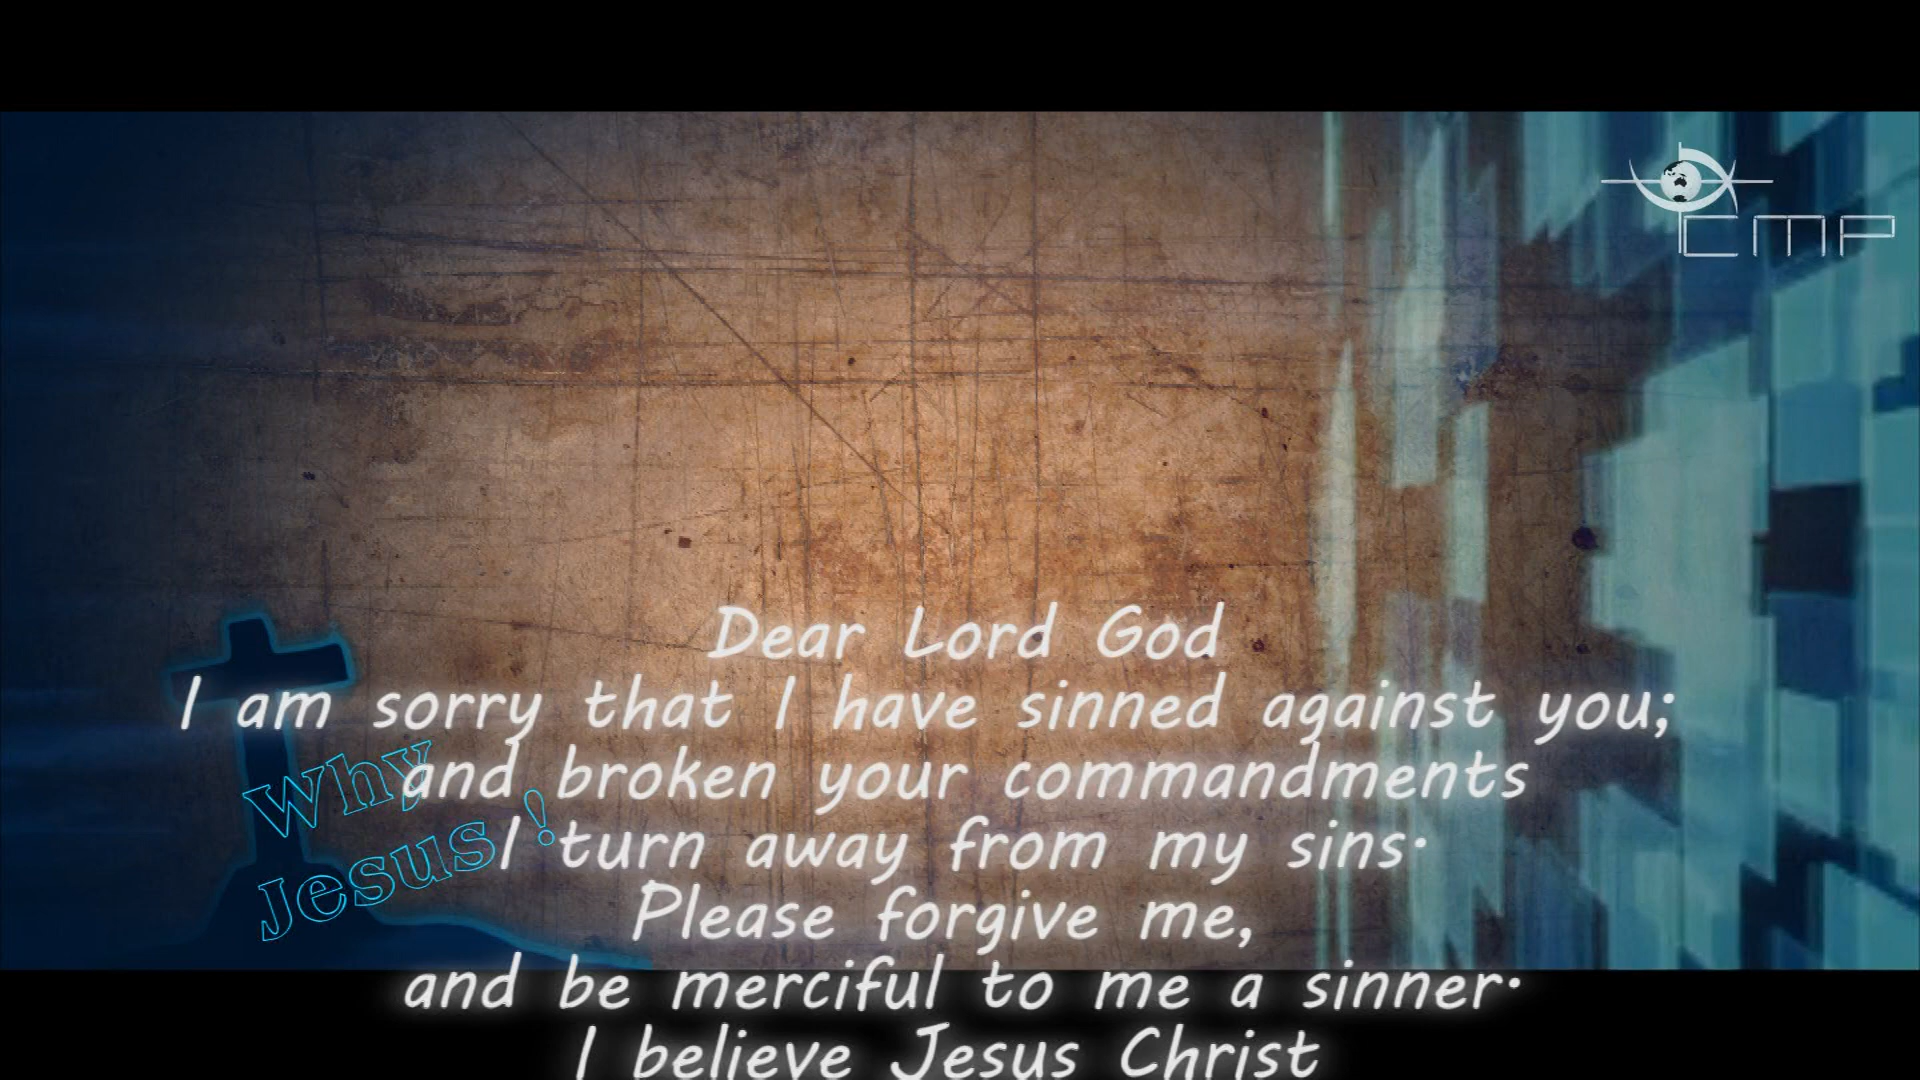 CMP
Dear Lord God
I am sorry that I have sinned against you;
and broken your commandments
I turn away from my sins.
Please forgive me,
and be merciful to me a sinner.
I believe Jesus Christ
Why
Jesus !